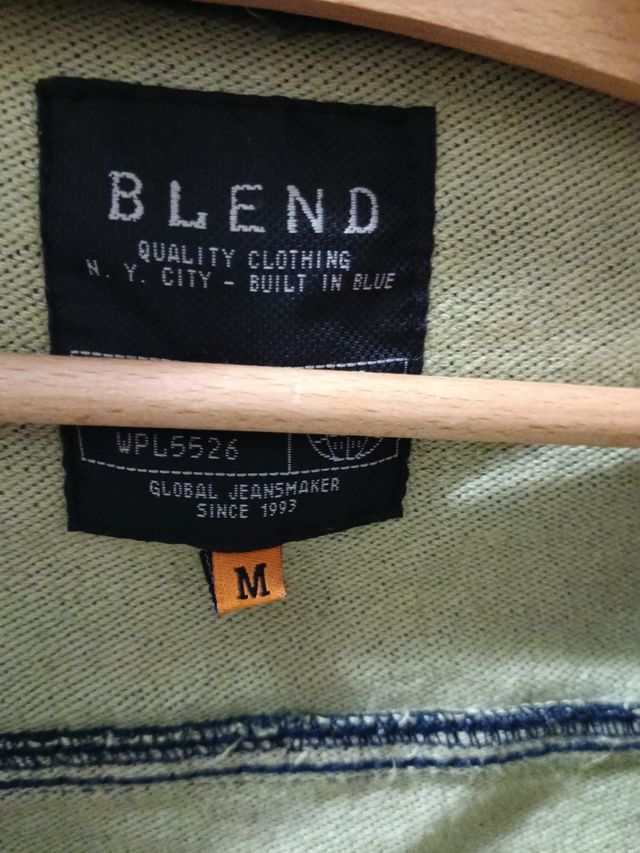 BLEND
QUALITY CLOTHING
N. Y. CITY - BUILT IN BLUE
WPL5526
GLOBAL JEANSMAKER
SINCE 1993
M